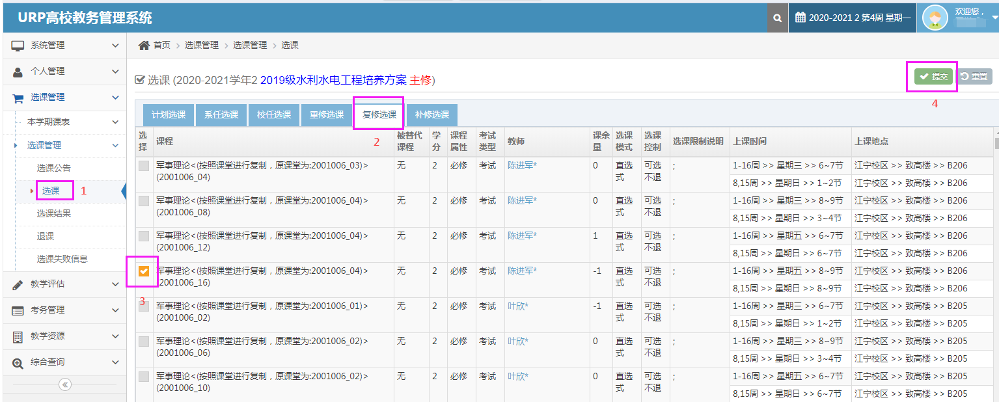 URP高校教务管理系统
2020-2021 2 第4周 星期一
欢迎您，
系统管理
个人管理
选课管理
本学期课表
选课管理
选课公告
选课
1
选课结果
退课
选课失败信息
教学评估
考务管理
教学资源
综合查询
首页 > 选课管理 > 选课管理 > 选课
选课 (2020-2021学年2 2019级水利水电工程培养方案 主修)
提交
重置
4
计划选课 系任选课 校任选课 重修选课 复修选课 补修选课
2
选择 课程 被替代课程 学分 课程属性 考试类型 教师 课余量 选课模式 选课控制 选课限制说明 上课时间 上课地点
军事理论<(按照课堂进行复制，原课堂为:2001006_03)> 无 2 必修 考试 陈进军* 0 直选式 可选不退 ; 1-16周 >> 星期三 >> 6~7节 江宁校区 >> 致高楼 >> B206
(2001006_04) 8,15周 >> 星期日 >> 1~2节 江宁校区 >> 致高楼 >> B206
军事理论<(按照课堂进行复制，原课堂为:2001006_04)> 无 2 必修 考试 陈进军* 0 直选式 可选不退 ; 1-16周 >> 星期三 >> 8~9节 江宁校区 >> 致高楼 >> B206
(2001006_08) 8,15周 >> 星期日 >> 3~4节 江宁校区 >> 致高楼 >> B206
军事理论<(按照课堂进行复制，原课堂为:2001006_04)> 无 2 必修 考试 陈进军* 1 直选式 可选不退 ; 1-16周 >> 星期五 >> 6~7节 江宁校区 >> 致高楼 >> B206
(2001006_12) 8,15周 >> 星期日 >> 6~7节 江宁校区 >> 致高楼 >> B206
军事理论<(按照课堂进行复制，原课堂为:2001006_04)> 无 2 必修 考试 陈进军* -1 直选式 可选不退 ; 1-16周 >> 星期五 >> 8~9节 江宁校区 >> 致高楼 >> B206
(2001006_16) 8,15周 >> 星期日 >> 8~9节 江宁校区 >> 致高楼 >> B206
3
军事理论<(按照课堂进行复制，原课堂为:2001006_01)> 无 2 必修 考试 叶欣* -1 直选式 可选不退 ; 1-16周 >> 星期三 >> 6~7节 江宁校区 >> 致高楼 >> B205
(2001006_02) 8,15周 >> 星期日 >> 1~2节 江宁校区 >> 致高楼 >> B205
军事理论<(按照课堂进行复制，原课堂为:2001006_02)> 无 2 必修 考试 叶欣* 0 直选式 可选不退 ; 1-16周 >> 星期三 >> 8~9节 江宁校区 >> 致高楼 >> B205
(2001006_06) 8,15周 >> 星期日 >> 3~4节 江宁校区 >> 致高楼 >> B205
军事理论<(按照课堂进行复制，原课堂为:2001006_02)> 无 2 必修 考试 叶欣* 0 直选式 可选不退 ; 1-16周 >> 星期五 >> 6~7节 江宁校区 >> 致高楼 >> B205
(2001006_10) 8,15周 >> 星期日 >> 6~7节 江宁校区 >> 致高楼 >> B205